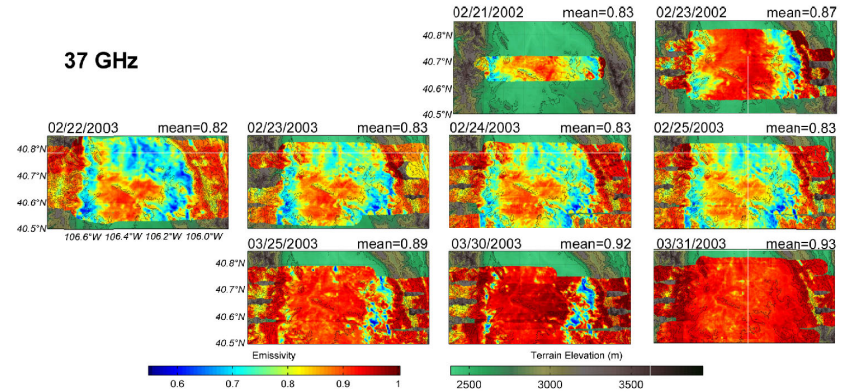 02/21/2002 mean=0.83 02/23/2002 mean=0.87
37 GHz
40.8°N
40.7°N
40.6°N
40.5°N
02/22/2003 mean=0.82 02/23/2003 mean=0.83 02/24/2003 mean=0.83 02/25/2003 mean=0.83
40.8°N
40.7°N
40.6°N
40.5°N
106.6°W 106.4°W 106.2°W 106.0°W
03/25/2003 mean=0.89 03/30/2003 mean=0.92 03/31/2003 mean=0.93
40.8°N
40.7°N
40.6°N
40.5°N
Emissivity Terrain Elevation (m)
0.6 0.7 0.8 0.9 1 2500 3000 3500